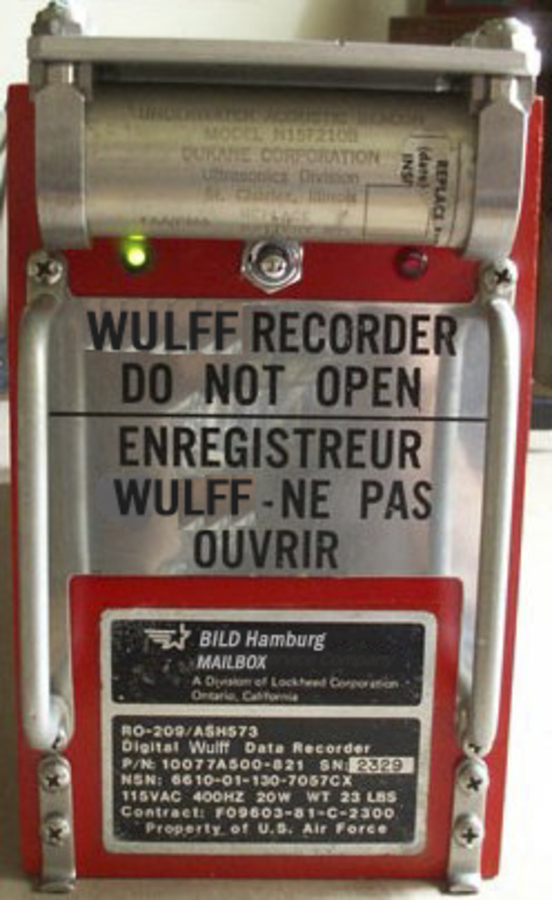 UNDERWATER ACOUSTIC BEACON
MODEL N15F210B
DUKANE CORPORATION
Ultrasonics Division
St. Charles, Illinois
REPLACE
(date)
INSP
WULFF RECORDER
DO NOT OPEN
ENREGISTREUR
WULFF - NE PAS
OUVRIR
BILD Hamburg
MAILBOX
A Division of Lockheed Corporation
Ontario, California
RO-209/ASH573
Digital Wulff Data Recorder
P/N: 10077A500-821 SN: 2329
NSN: 6610-01-130-7057CX
115VAC 400HZ 20W WT 23 LBS
Contract: F09603-81-C-2300
Property of U.S. Air Force